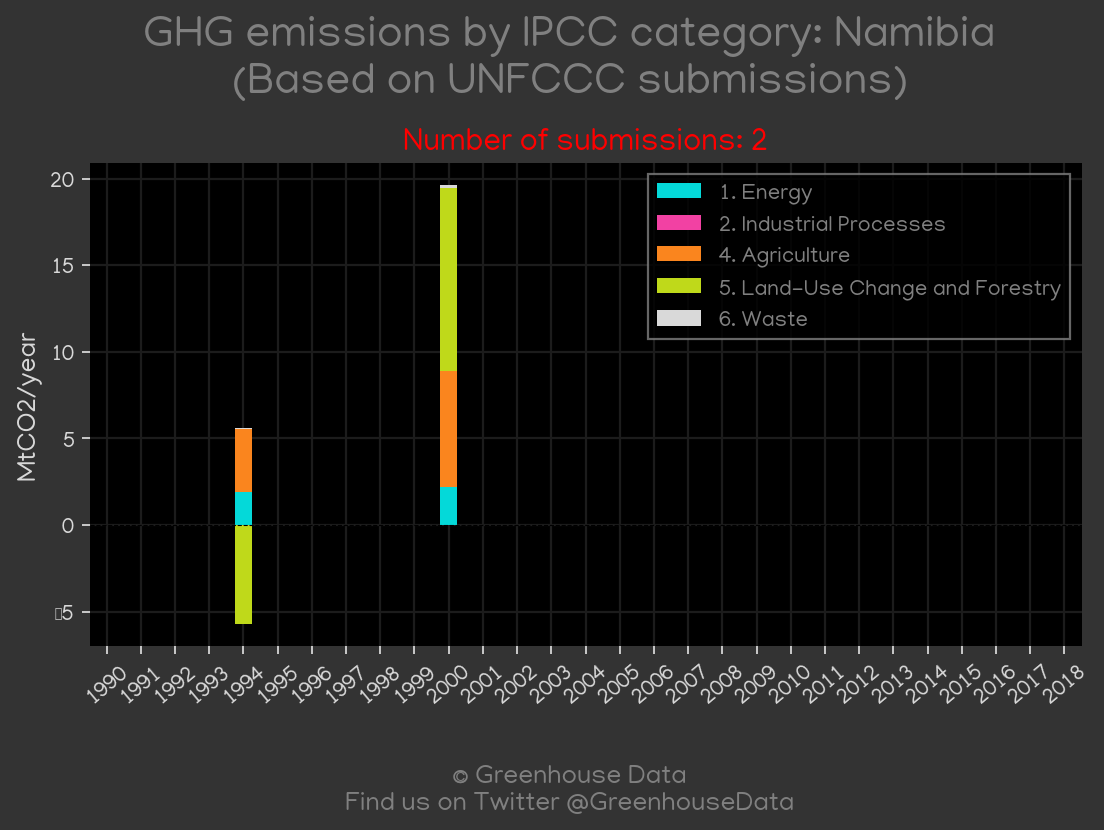 GHG emissions by IPCC category: Namibia
(Based on UNFCCC submissions)
Number of submissions: 2
20
15
10
5
0
▯5
MtCO2/year
1. Energy
2. Industrial Processes
4. Agriculture
5. Land-Use Change and Forestry
6. Waste
1990 1991 1992 1993 1994 1995 1996 1997 1998 1999 2000 2001 2002 2003 2004 2005 2006 2007 2008 2009 2010 2011 2012 2013 2014 2015 2016 2017 2018
© Greenhouse Data
Find us on Twitter @GreenhouseData